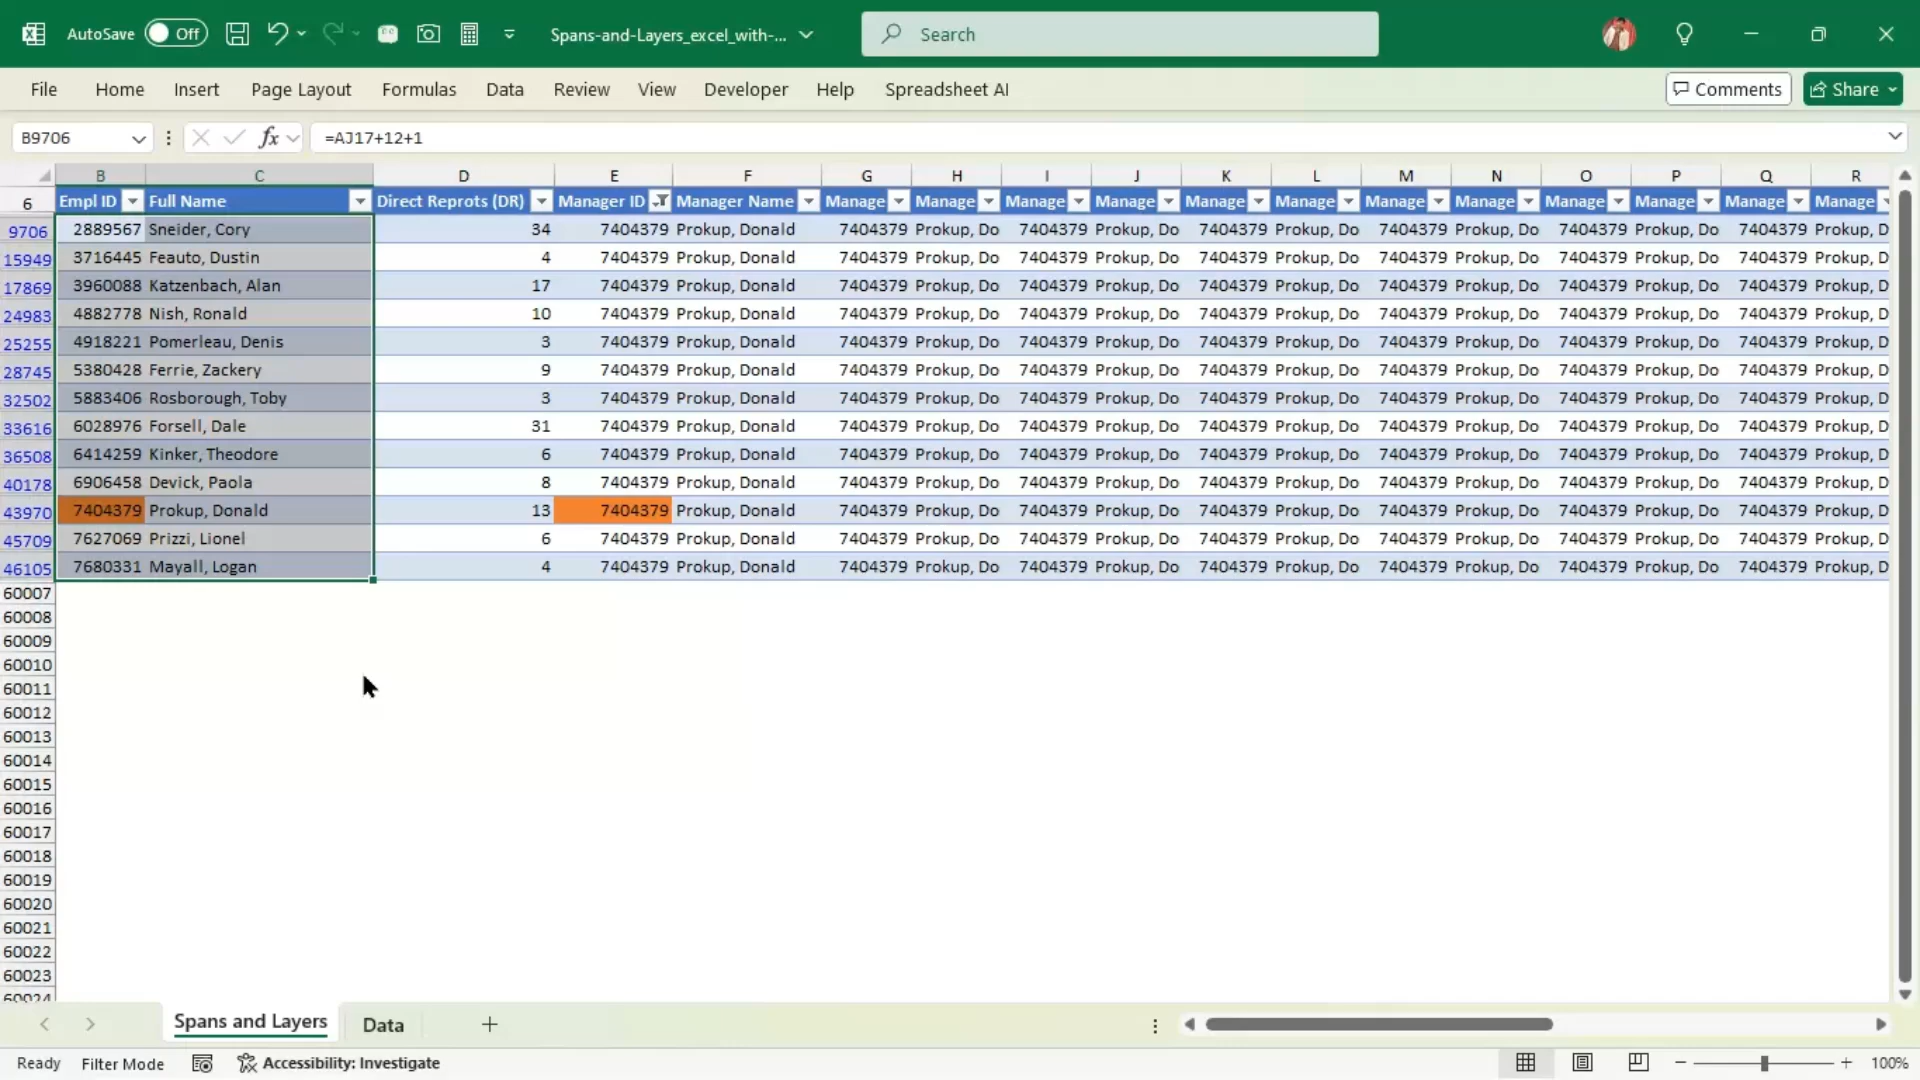 AutoSave Off Spans-and-Layers_excel_with-... Search
File Home Insert Page Layout Formulas Data Review View Developer Help Spreadsheet AI Comments Share
B9706 fx =AJ17+12+1
B C D E F G H I J K L M N O P Q R
6 Empl ID Full Name Direct Reprots (DR) Manager ID Manager Name Manage Manage Manage Manage Manage Manage Manage Manage Manage Manage Manage Manage
9706 2889567 Sneider, Cory 34 7404379 Prokup, Donald 7404379 Prokup, Do 7404379 Prokup, Do 7404379 Prokup, Do 7404379 Prokup, Do 7404379 Prokup, Do 7404379 Prokup, D
15949 3716445 Feauto, Dustin 4 7404379 Prokup, Donald 7404379 Prokup, Do 7404379 Prokup, Do 7404379 Prokup, Do 7404379 Prokup, Do 7404379 Prokup, Do 7404379 Prokup, D
17869 3960088 Katzenbach, Alan 17 7404379 Prokup, Donald 7404379 Prokup, Do 7404379 Prokup, Do 7404379 Prokup, Do 7404379 Prokup, Do 7404379 Prokup, Do 7404379 Prokup, D
24983 4882778 Nish, Ronald 10 7404379 Prokup, Donald 7404379 Prokup, Do 7404379 Prokup, Do 7404379 Prokup, Do 7404379 Prokup, Do 7404379 Prokup, Do 7404379 Prokup, D
25255 4918221 Pomerleau, Denis 3 7404379 Prokup, Donald 7404379 Prokup, Do 7404379 Prokup, Do 7404379 Prokup, Do 7404379 Prokup, Do 7404379 Prokup, Do 7404379 Prokup, D
28745 5380428 Ferrie, Zackery 9 7404379 Prokup, Donald 7404379 Prokup, Do 7404379 Prokup, Do 7404379 Prokup, Do 7404379 Prokup, Do 7404379 Prokup, Do 7404379 Prokup, D
32502 5883406 Rosborough, Toby 3 7404379 Prokup, Donald 7404379 Prokup, Do 7404379 Prokup, Do 7404379 Prokup, Do 7404379 Prokup, Do 7404379 Prokup, Do 7404379 Prokup, D
33616 6028976 Forsell, Dale 31 7404379 Prokup, Donald 7404379 Prokup, Do 7404379 Prokup, Do 7404379 Prokup, Do 7404379 Prokup, Do 7404379 Prokup, Do 7404379 Prokup, D
36508 6414259 Kinker, Theodore 6 7404379 Prokup, Donald 7404379 Prokup, Do 7404379 Prokup, Do 7404379 Prokup, Do 7404379 Prokup, Do 7404379 Prokup, Do 7404379 Prokup, D
40178 6906458 Devick, Paola 8 7404379 Prokup, Donald 7404379 Prokup, Do 7404379 Prokup, Do 7404379 Prokup, Do 7404379 Prokup, Do 7404379 Prokup, Do 7404379 Prokup, D
43970 7404379 Prokup, Donald 13 7404379 Prokup, Donald 7404379 Prokup, Do 7404379 Prokup, Do 7404379 Prokup, Do 7404379 Prokup, Do 7404379 Prokup, Do 7404379 Prokup, D
45709 7627069 Prizzi, Lionel 6 7404379 Prokup, Donald 7404379 Prokup, Do 7404379 Prokup, Do 7404379 Prokup, Do 7404379 Prokup, Do 7404379 Prokup, Do 7404379 Prokup, D
46105 7680331 Mayall, Logan 4 7404379 Prokup, Donald 7404379 Prokup, Do 7404379 Prokup, Do 7404379 Prokup, Do 7404379 Prokup, Do 7404379 Prokup, Do 7404379 Prokup, D
60007
60008
60009
60010
60011
60012
60013
60014
60015
60016
60017
60018
60019
60020
60021
60022
60023
60024
Spans and Layers Data
Ready Filter Mode Accessibility: Investigate 100%